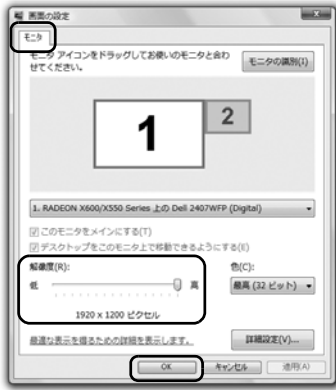 画面の設定
モニタ
モニタ アイコンをドラッグしてお使いのモニタと合わ
せてください。
モニタの識別(I)
1
2
1. RADEON X600/X550 Series 上の Dell 2407WFP (Digital)
このモニタをメインにする(T)
デスクトップをこのモニタ上で移動できるようにする(E)
解像度(R):
低
高
1920 x 1200 ピクセル
色(C):
最高 (32 ビット)
最適な表示を得るための詳細を表示します。
詳細設定(V)...
OK
キャンセル
適用(A)